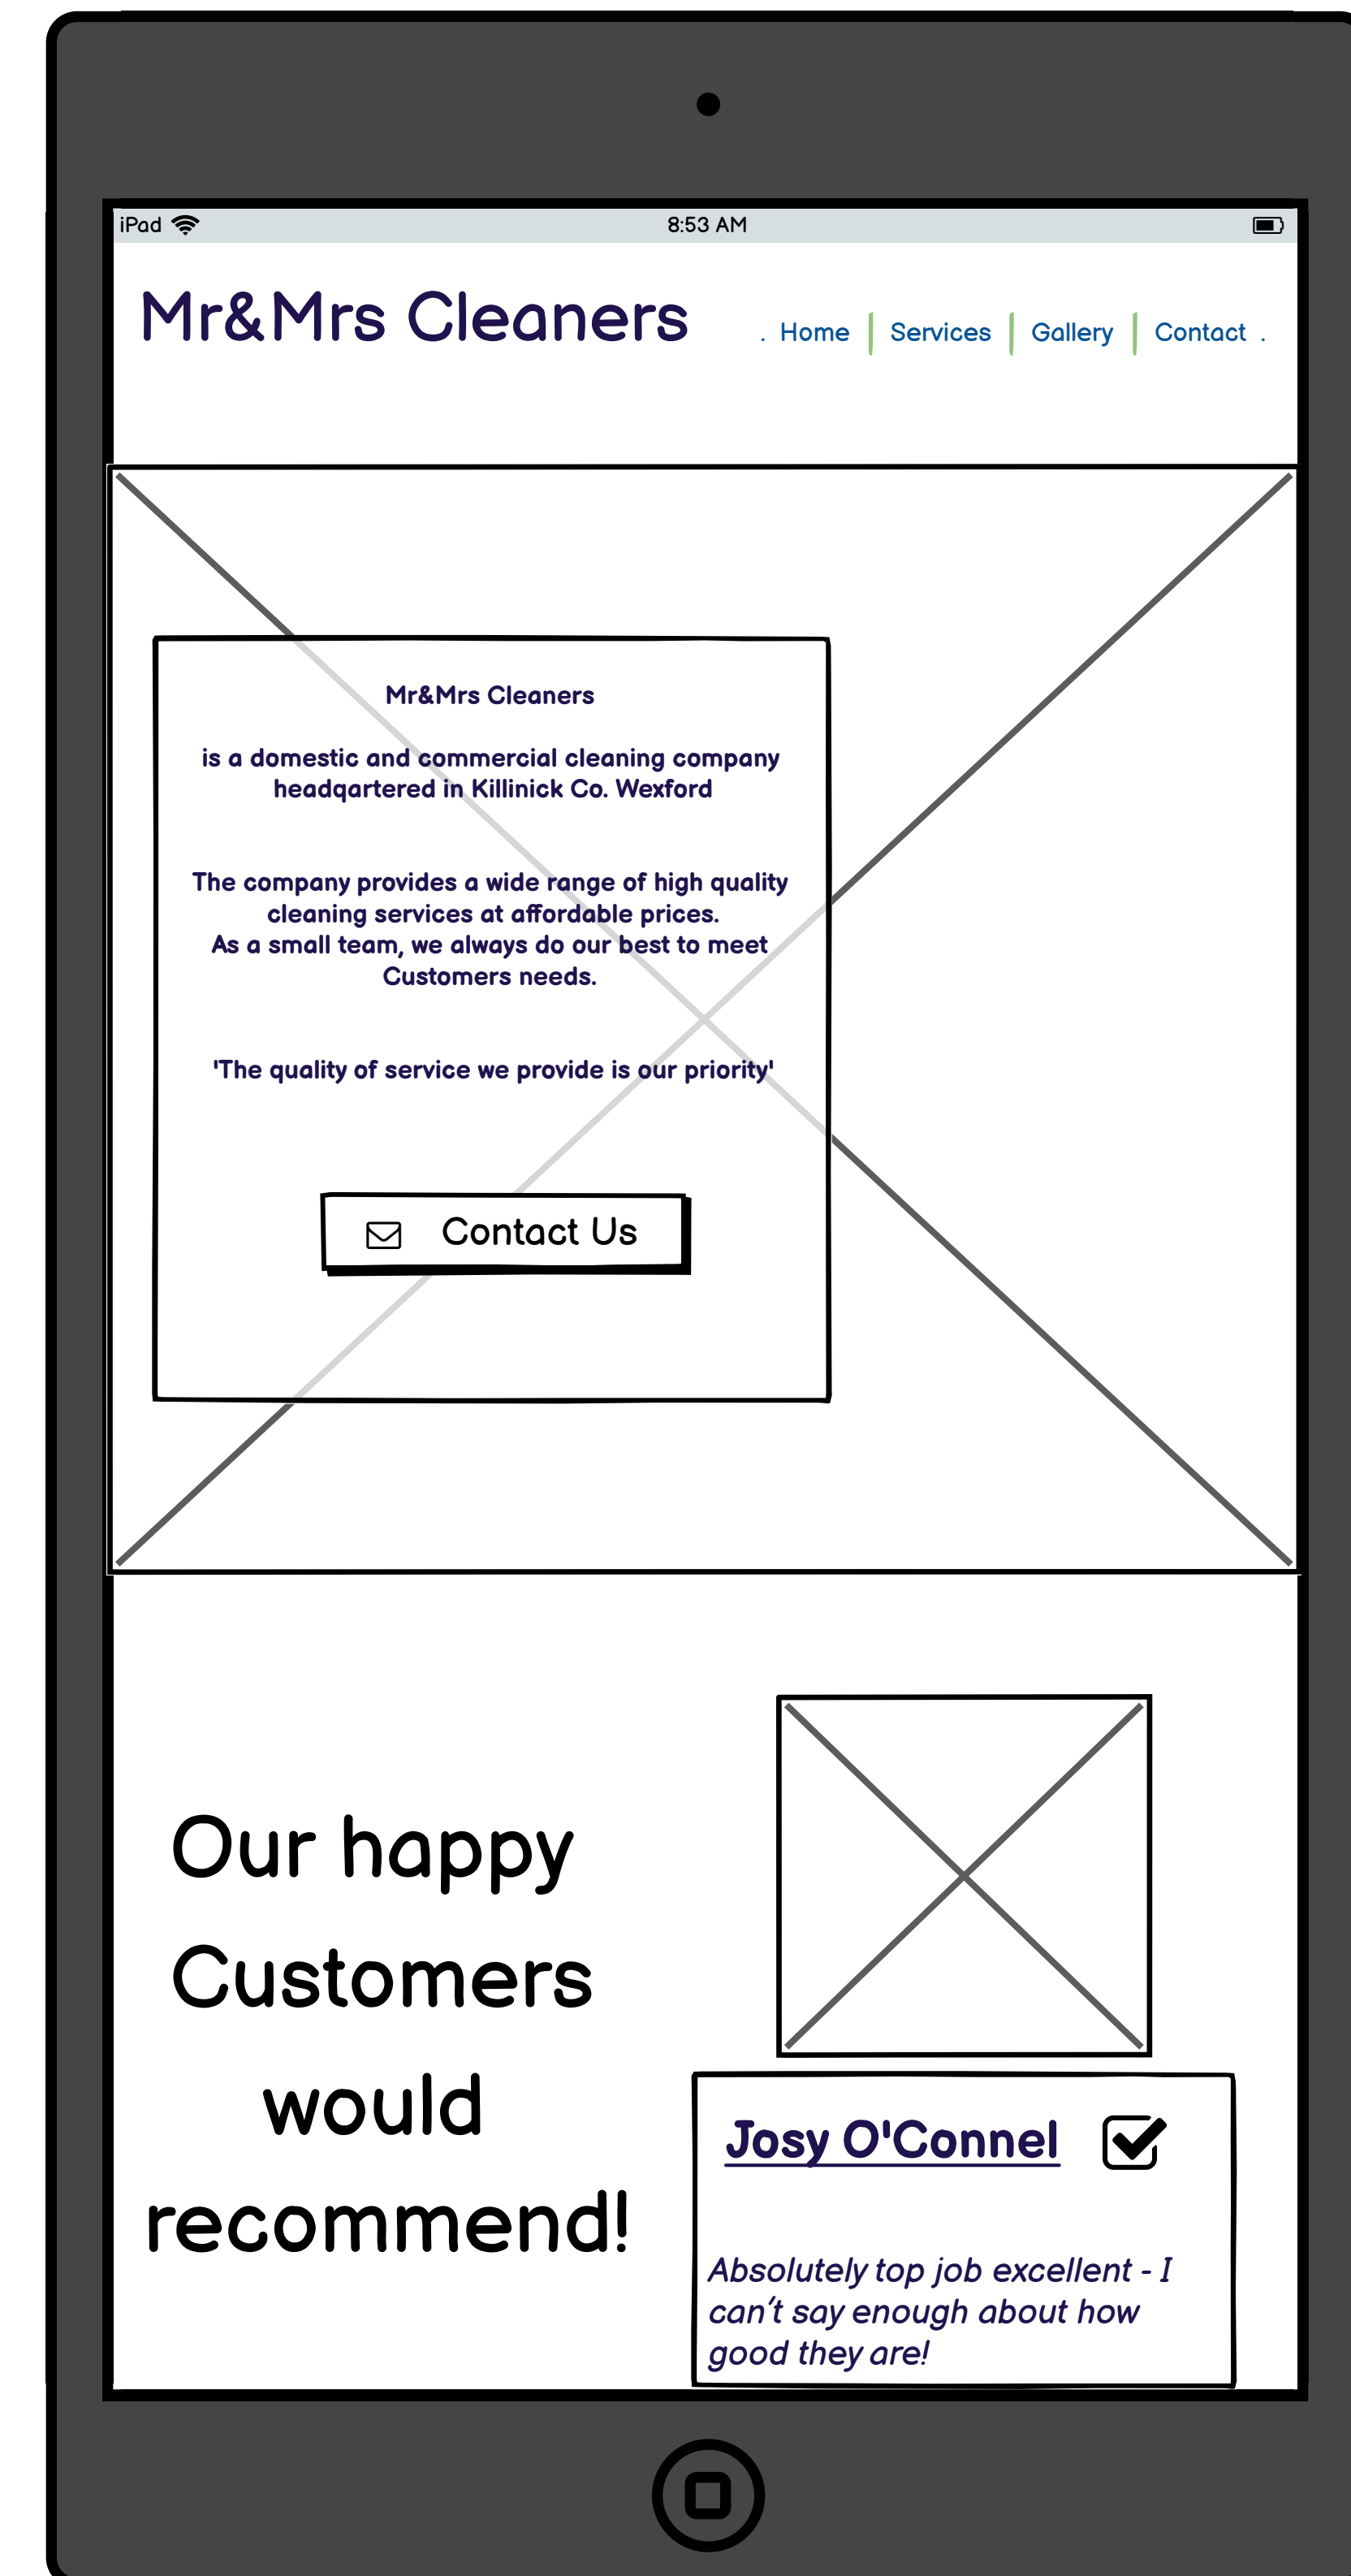 iPad 8:53 AM
Mr&Mrs Cleaners
. Home Services Gallery Contact .
Mr&Mrs Cleaners
is a domestic and commercial cleaning company
headqartered in Killinick Co. Wexford
The company provides a wide range of high quality
cleaning services at affordable prices.
As a small team, we always do our best to meet
Customers needs.
'The quality of service we provide is our priority'
Contact Us
Our happy
Customers
would
recommend!
Josy O'Connel
Absolutely top job excellent - I
can't say enough about how
good they are!